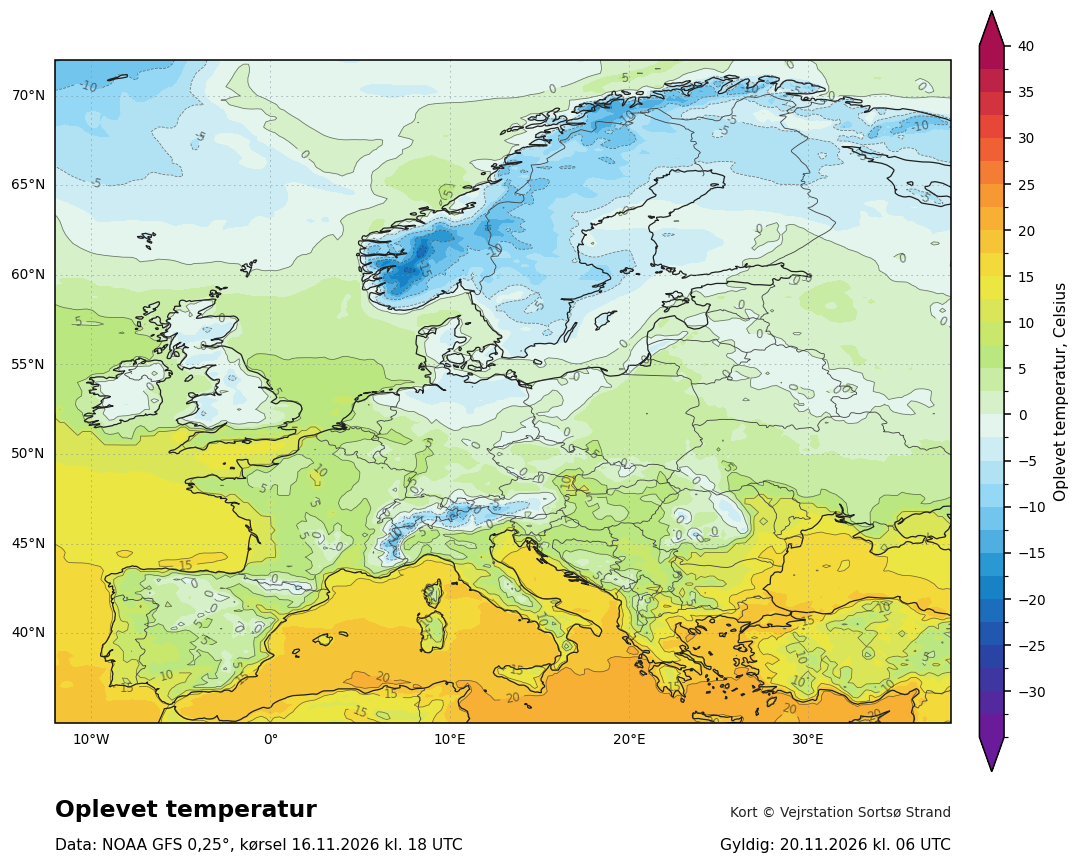 70°N
65°N
60°N
55°N
50°N
45°N
40°N
10°W
0°
10°E
20°E
30°E
40
35
30
25
20
15
10
5
0
−5
−10
−15
−20
−25
−30
Oplevet temperatur, Celsius
Oplevet temperatur
Kort © Vejrstation Sortsø Strand
Data: NOAA GFS 0,25°, kørsel 16.11.2026 kl. 18 UTC
Gyldig: 20.11.2026 kl. 06 UTC